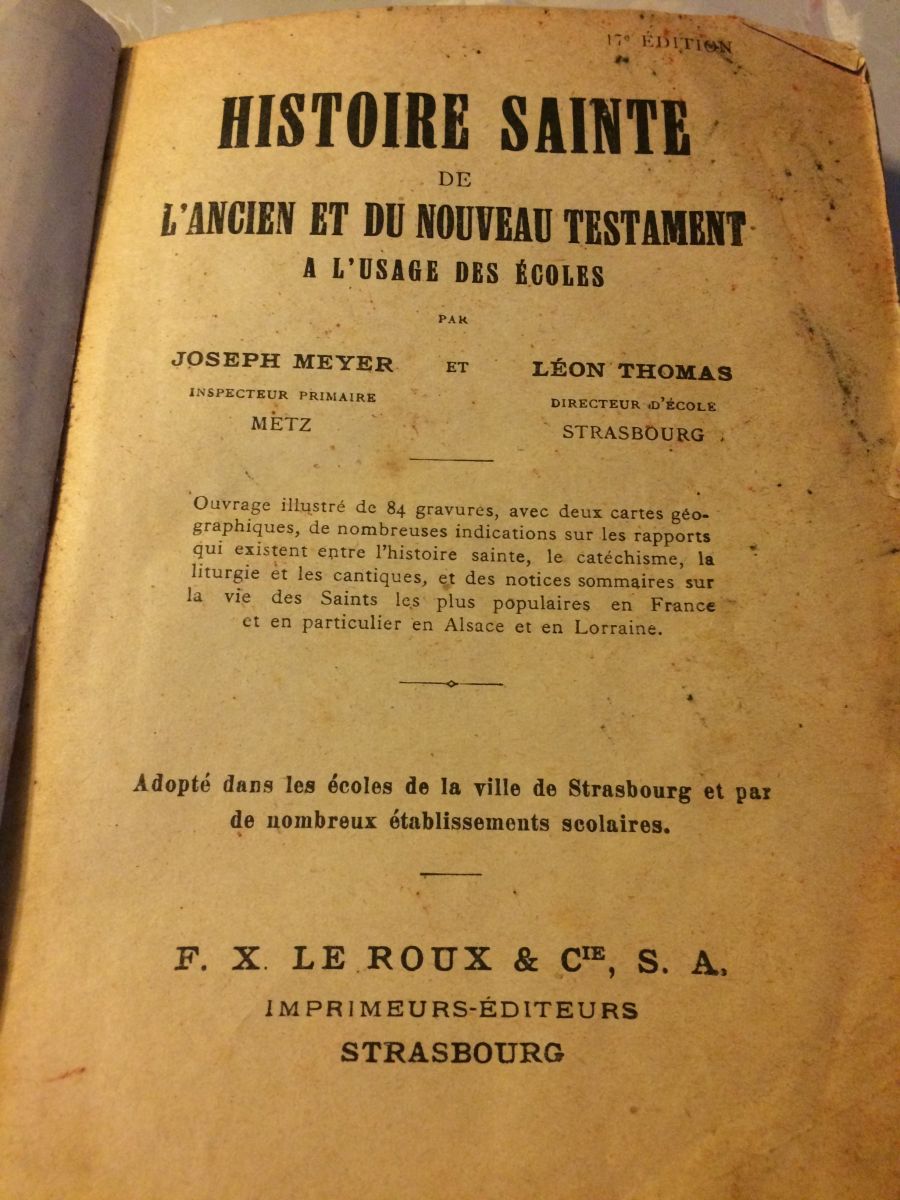 17e ÉDITION
HISTOIRE SAINTE
DE
L'ANCIEN ET DU NOUVEAU TESTAMENT
A L'USAGE DES ÉCOLES
PAR
JOSEPH MEYER ET LÉON THOMAS
INSPECTEUR PRIMAIRE DIRECTEUR D'ÉCOLE
METZ STRASBOURG
Ouvrage illustré de 84 gravures, avec deux cartes géo-
graphiques, de nombreuses indications sur les rapports
qui existent entre l'histoire sainte, le catéchisme, la
liturgie et les cantiques, et des notices sommaires sur
la vie des Saints les plus populaires en France
et en particulier en Alsace et en Lorraine.
Adopté dans les écoles de la ville de Strasbourg et par
de nombreux établissements scolaires.
F. X. LE ROUX & CIE, S. A.
IMPRIMEURS-ÉDITEURS
STRASBOURG